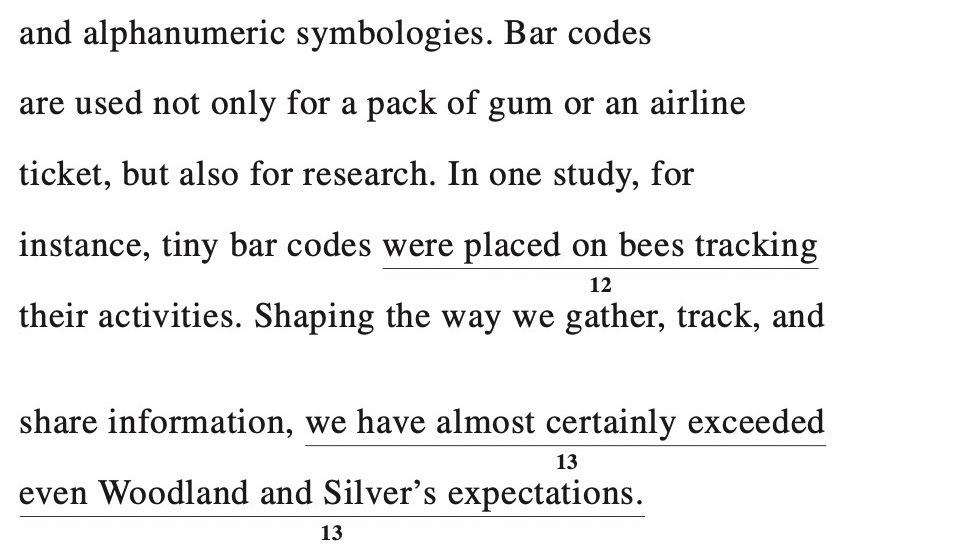 and alphanumeric symbologies. Bar codes
are used not only for a pack of gum or an airline
ticket, but also for research. In one study, for
instance, tiny bar codes were placed on bees tracking
12
their activities. Shaping the way we gather, track, and
share information, we have almost certainly exceeded
13
even Woodland and Silver’s expectations.
13